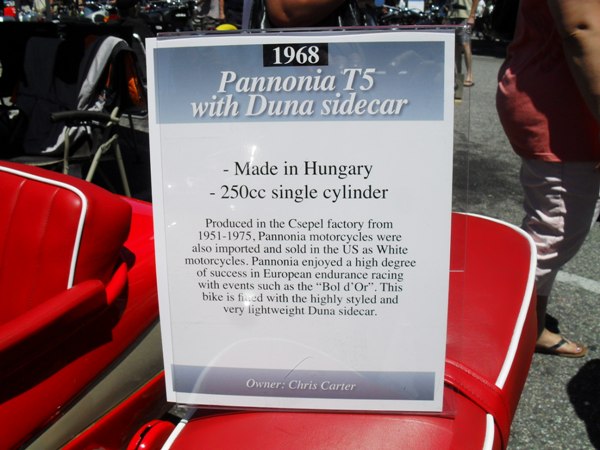 1968
Pannonia T5
with Duna sidecar
- Made in Hungary
- 250cc single cylinder
Produced in the Csepel factory from
1951-1975, Pannonia motorcycles were
also imported and sold in the US as White
motorcycles. Pannonia enjoyed a high degree
of success in European endurance racing
with events such as the “Bol d’Or”. This
bike is fitted with the highly styled and
very lightweight Duna sidecar.
Owner: Chris Carter